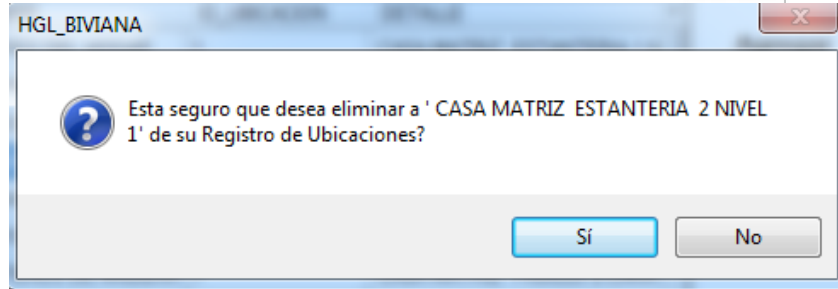 HGL_BIVIANA
Esta seguro que desea eliminar a ' CASA MATRIZ  ESTANTERIA  2 NIVEL
1' de su Registro de Ubicaciones?
Sí
No